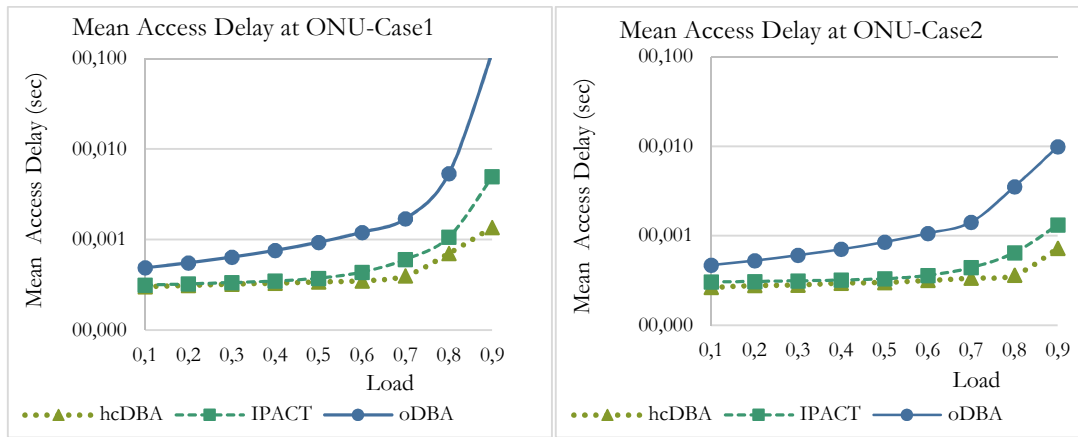 Mean Access Delay at ONU-Case1
Mean Access Delay (sec)
00,100
00,010
00,001
00,000
0,1 0,2 0,3 0,4 0,5 0,6 0,7 0,8 0,9
Load
hcDBA IPACT oDBA
Mean Access Delay at ONU-Case2
Mean Access Delay (sec)
00,100
00,010
00,001
00,000
0,1 0,2 0,3 0,4 0,5 0,6 0,7 0,8 0,9
Load
hcDBA IPACT oDBA